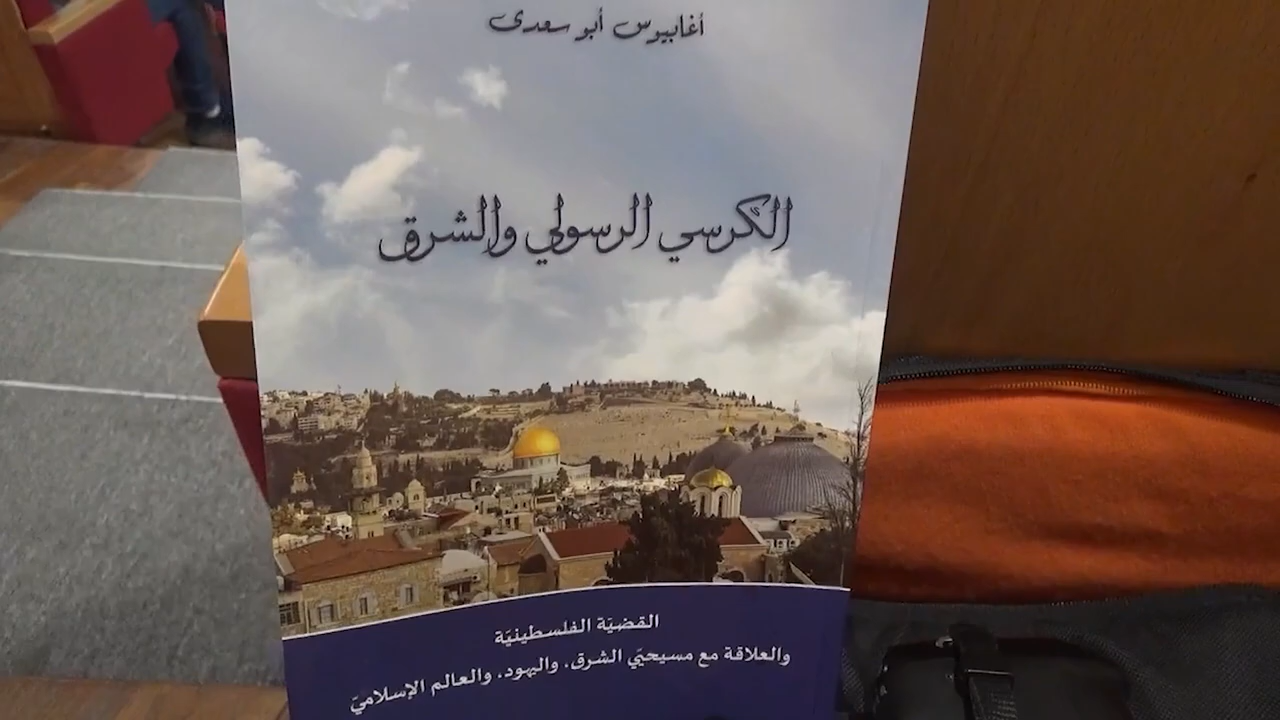 أغابيوس أبو سعدى
الكرسي الرسولي والشرق
القضيّة الفلسطينيّة
والعلاقة مع مسيحيّي الشرق، واليهود، والعالم الإسلاميّ